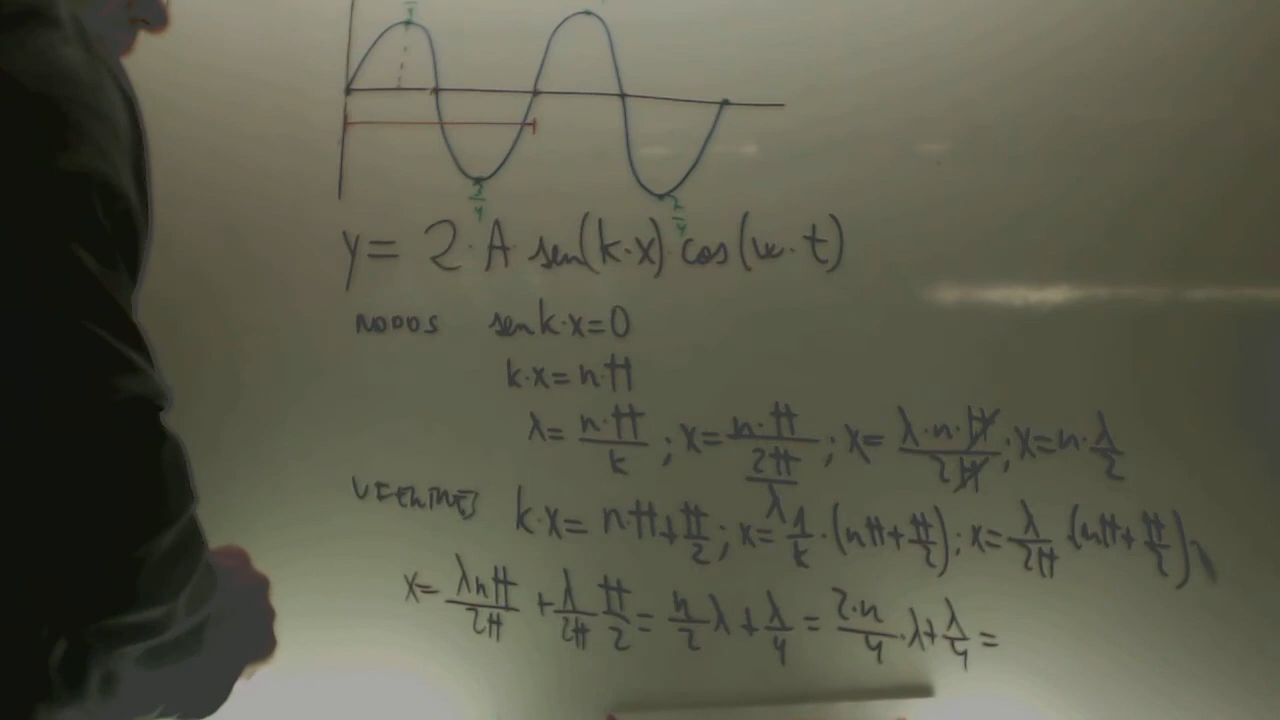 y = 2·A·sen(k·x)·cos(w·t)
NODOS sen k·x = 0
k·x = n·π
λ = n·π/k ; x = n·π/(2π/λ) ; x = λ·n·π/2π ; x = n·λ/2
k·x = n·π + π/2 ; x = 1/k·(nπ + π/2) ; x = λ/2π·(nπ + π/2) ;
x = λnπ/2π + λ/2π π/2 = n/2 λ + λ/4 = 2·n/4·λ + λ/4 =